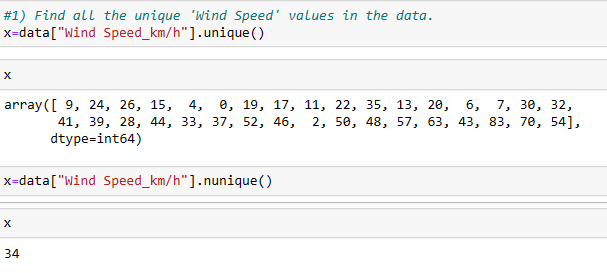 #1) Find all the unique 'Wind Speed' values in the data.
x=data["Wind Speed_km/h"].unique()
x
array([ 9, 24, 26, 15,  4,  0, 19, 17, 11, 22, 35, 13, 20,  6,  7, 30, 32,
       41, 39, 28, 44, 33, 37, 52, 46,  2, 50, 48, 57, 63, 43, 83, 70, 54],
      dtype=int64)
x=data["Wind Speed_km/h"].nunique()
x
34